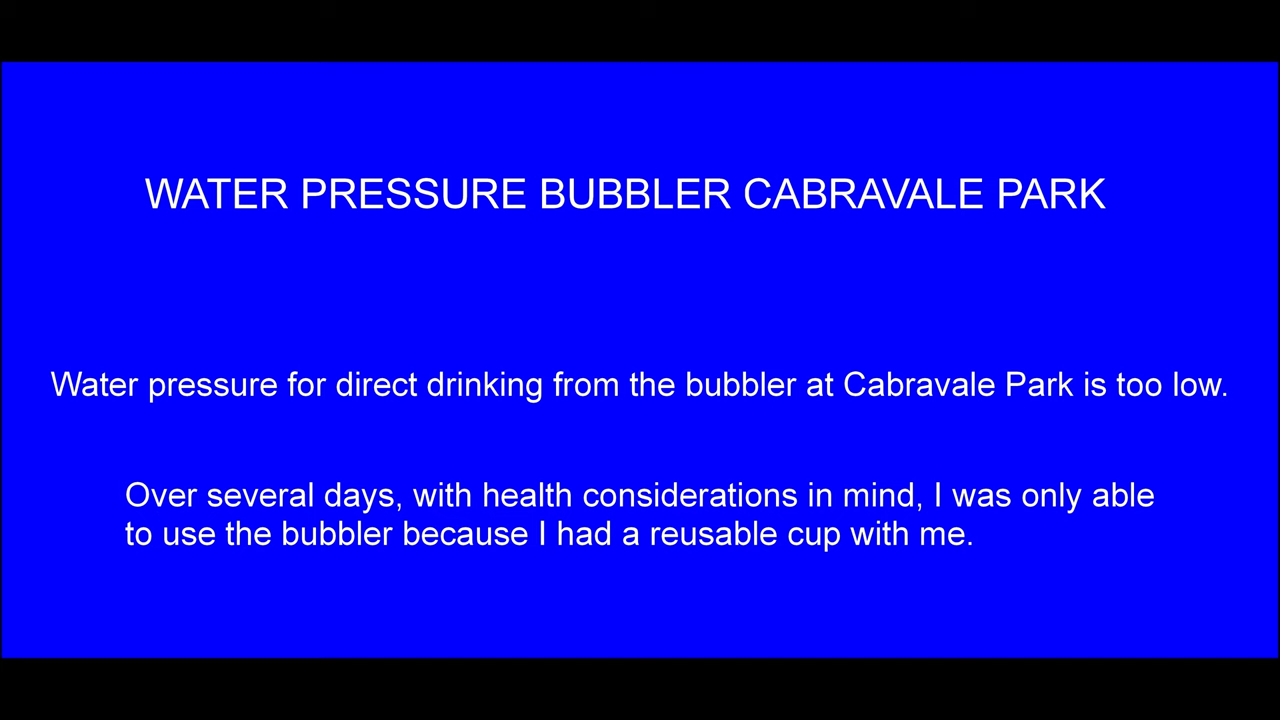 WATER PRESSURE BUBBLER CABRAVALE PARK
Water pressure for direct drinking from the bubbler at Cabravale Park is too low.
Over several days, with health considerations in mind, I was only able
to use the bubbler because I had a reusable cup with me.